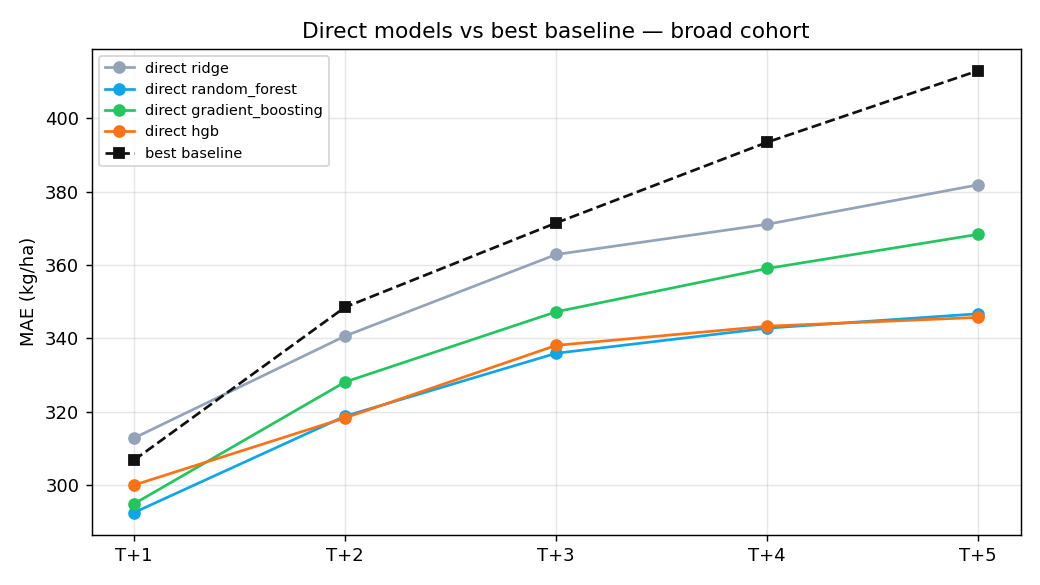 Direct models vs best baseline — broad cohort
direct ridge
direct random_forest
direct gradient_boosting
direct hgb
best baseline
MAE (kg/ha)
400
380
360
340
320
300
T+1 T+2 T+3 T+4 T+5